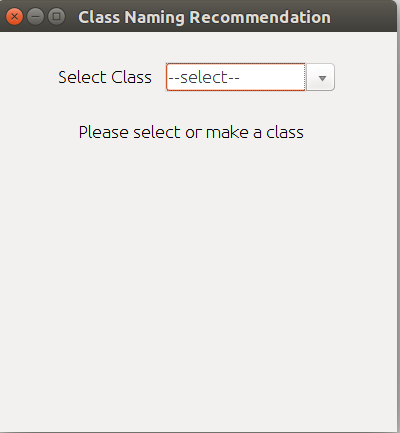 Class Naming Recommendation
Select Class --select--
Please select or make a class